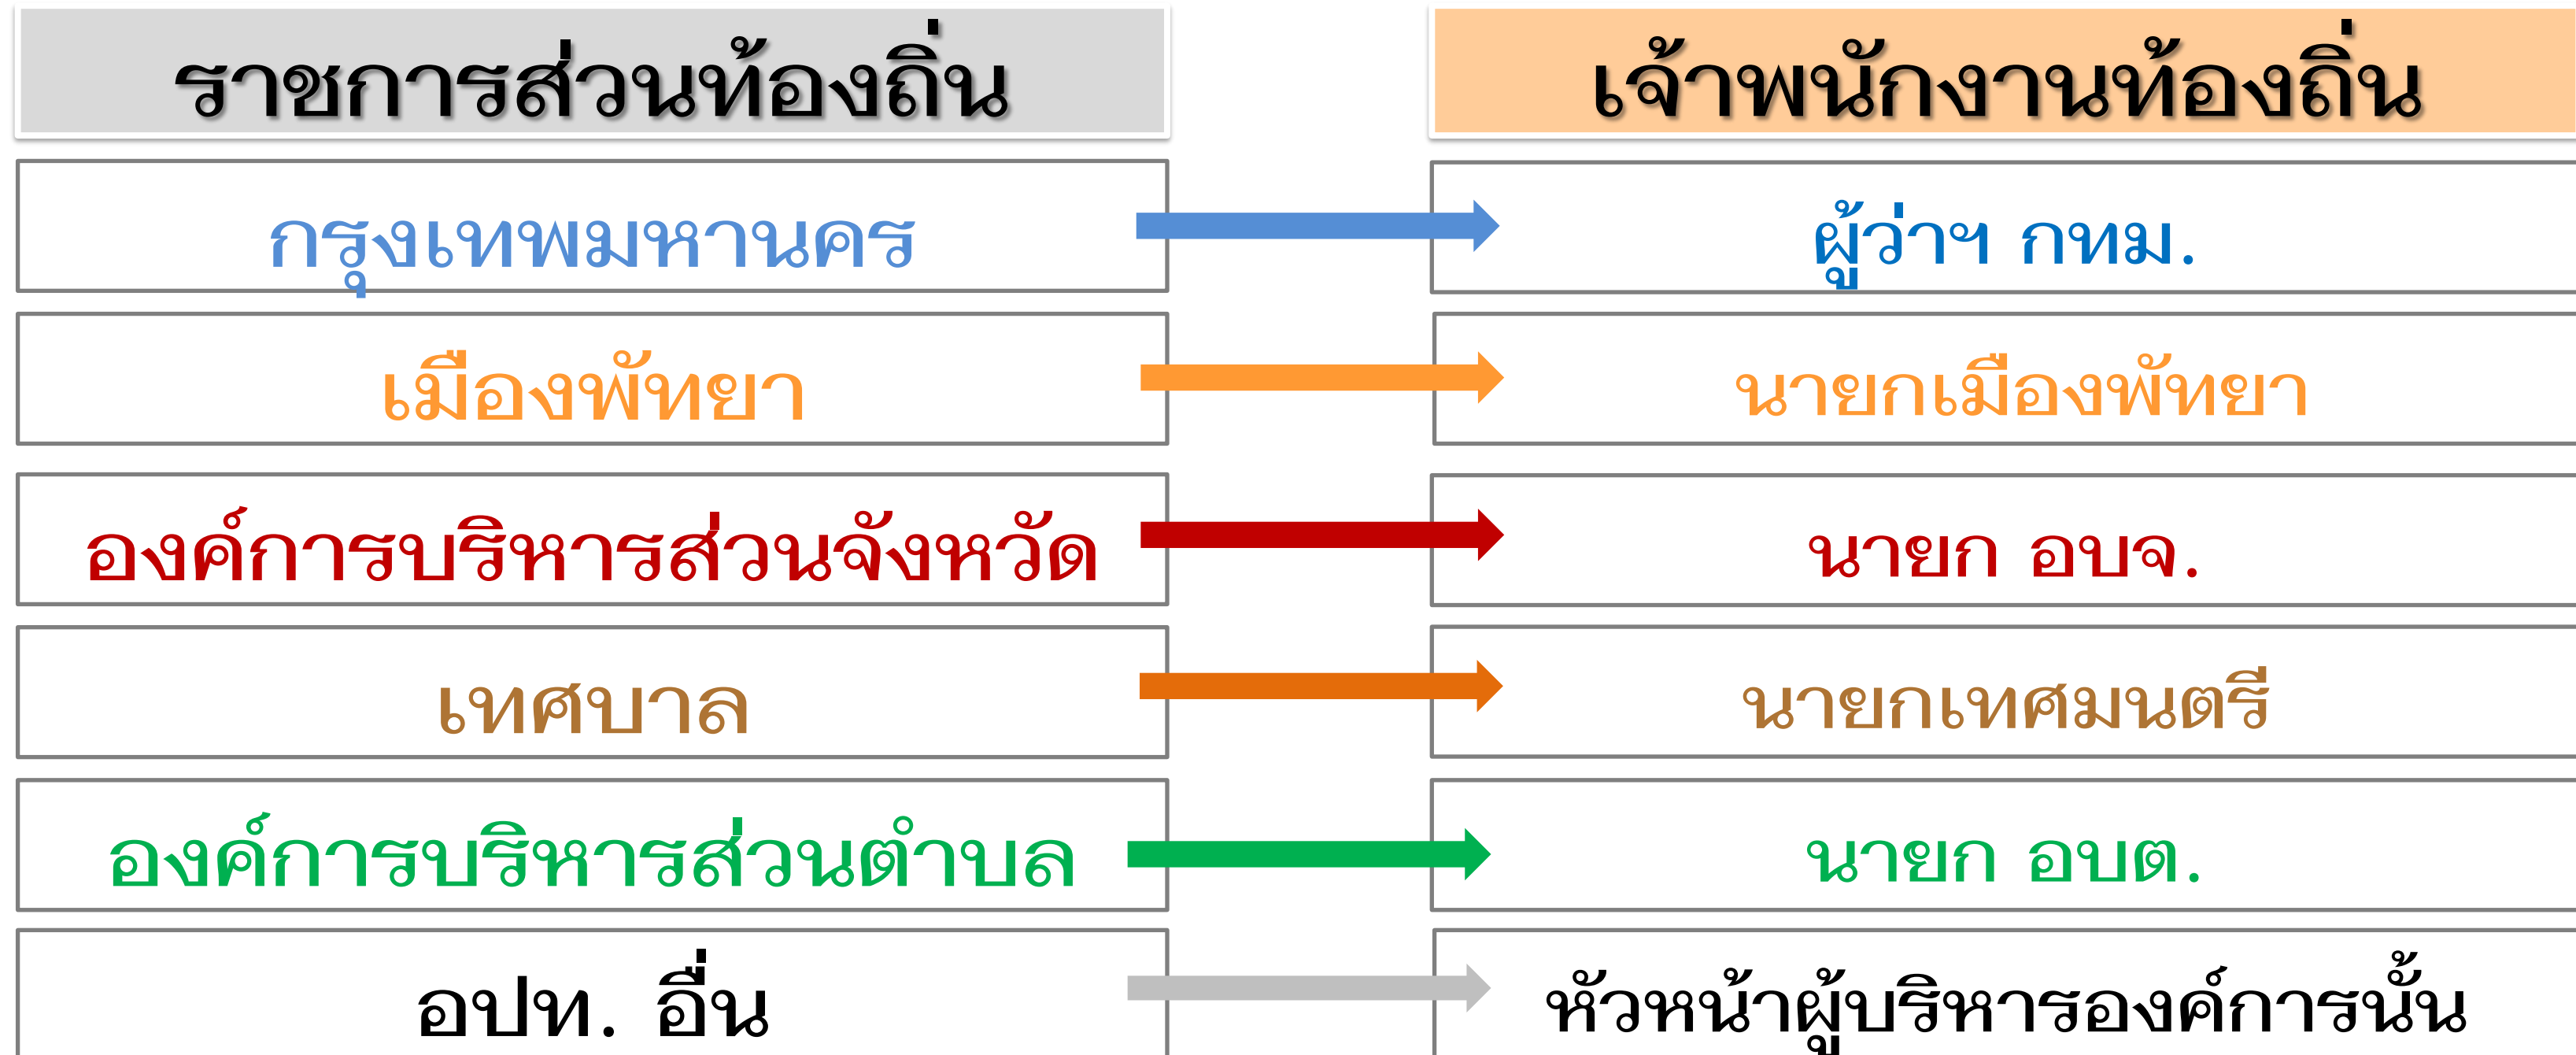 ราชการส่วนท้องถิ่น
เจ้าพนักงานท้องถิ่น
กรุงเทพมหานคร
ผู้ว่าฯ กทม.
เมืองพัทยา
นายกเมืองพัทยา
องค์การบริหารส่วนจังหวัด
นายก อบจ.
เทศบาล
นายกเทศมนตรี
องค์การบริหารส่วนตำบล
นายก อบต.
อปท. อื่น
หัวหน้าผู้บริหารองค์การนั้น